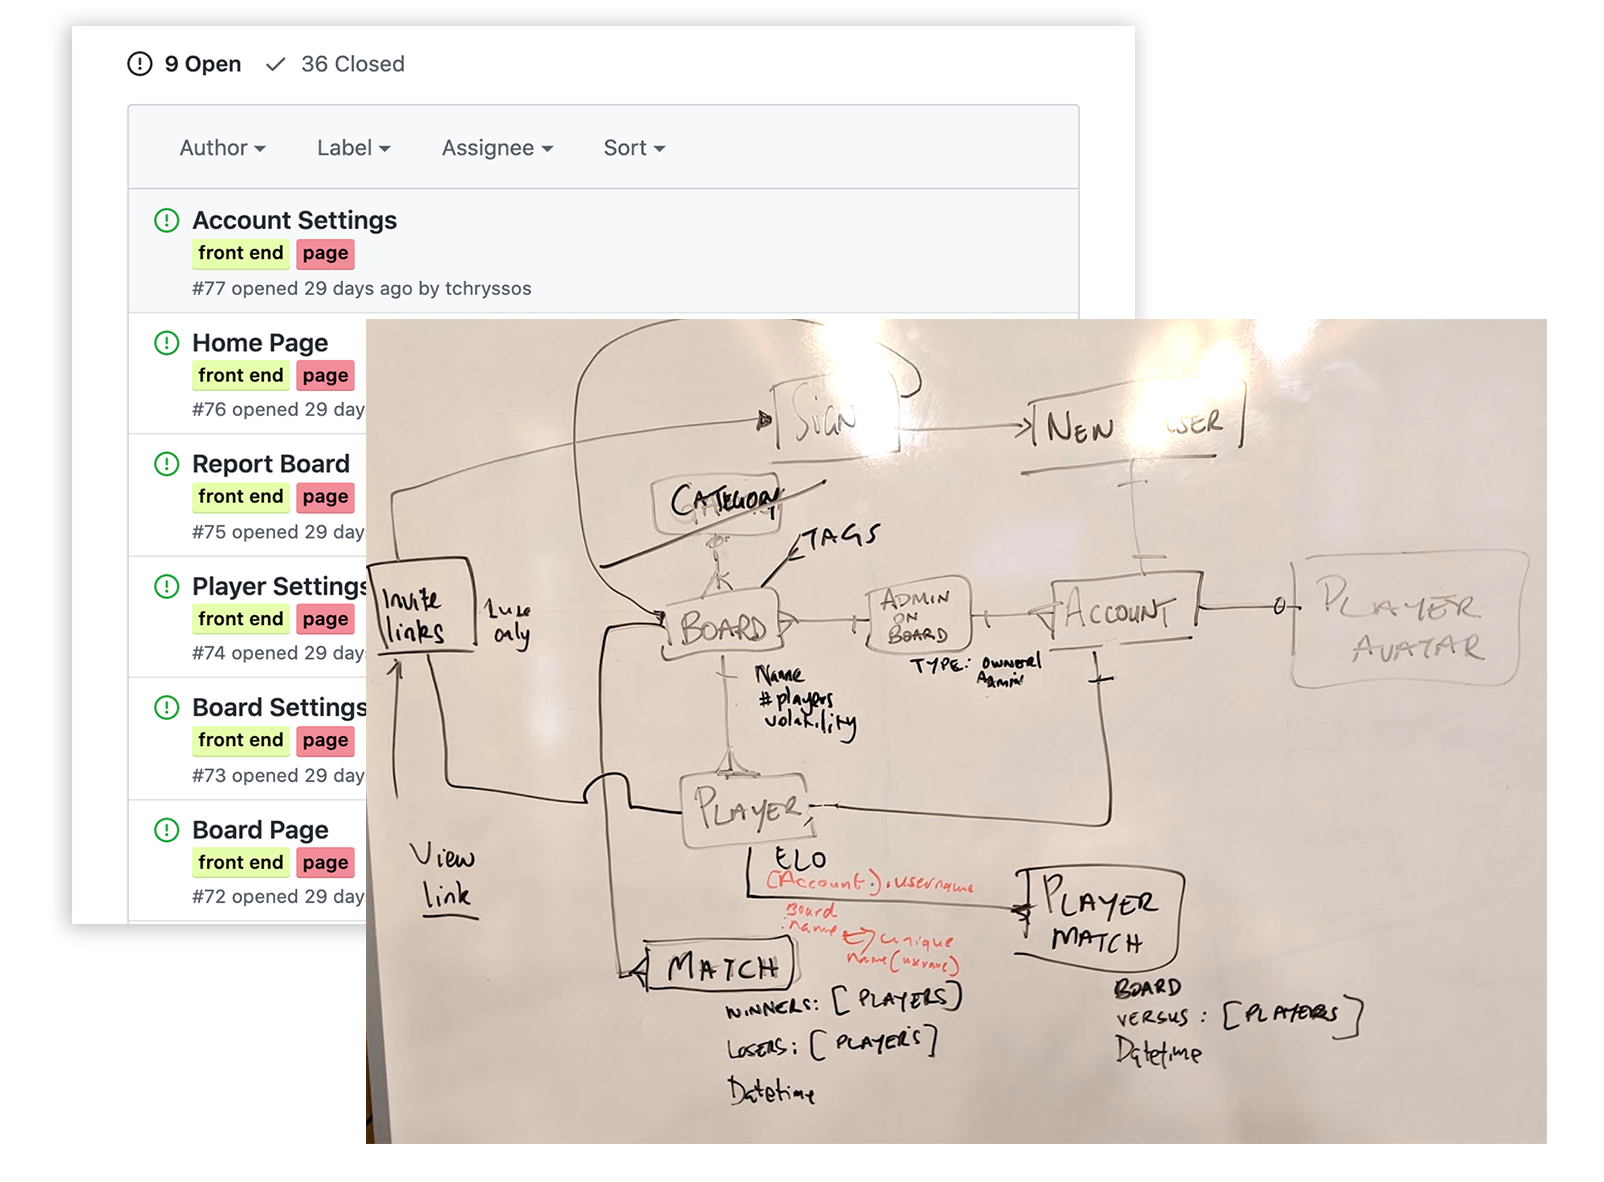 9 Open 36 Closed
Author Label Assignee Sort
Account Settings
front end page
#77 opened 29 days ago by tchryssos
Home Page
front end page
#76 opened 29 day
Report Board
front end page
#75 opened 29 day
Player Settings
front end page
#74 opened 29 day
Board Settings
front end page
#73 opened 29 day
Board Page
front end page
#72 opened 29 day
SIGN
NEW USER
CATEGORY
TAGS
Invite
links
1 use
only
BOARD
ADMIN
ON
BOARD
TYPE: OWNER/
Admin
ACCOUNT
PLAYER
AVATAR
Name
#players
volatility
PLAYER
View
link
ELO
(Account.).username
Board
.name
unique
name(username)
MATCH
WINNERS: [PLAYERS]
LOSERS: [PLAYERS]
Datetime
PLAYER
MATCH
BOARD
VERSUS: [PLAYERS]
Datetime